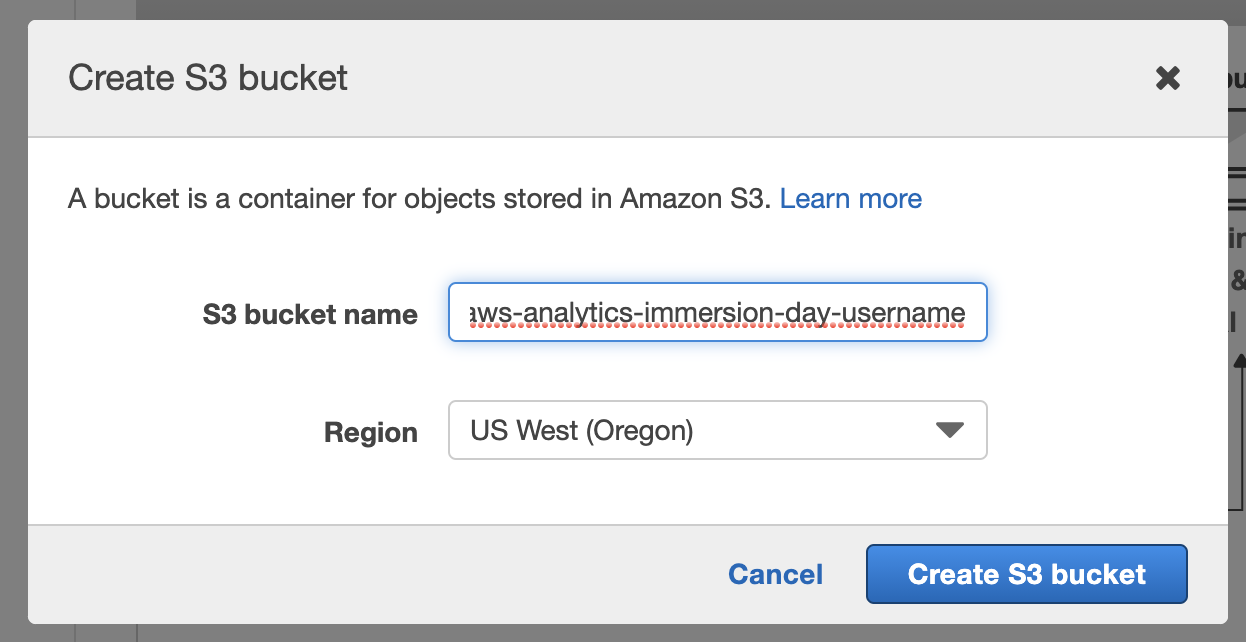 Create S3 bucket
A bucket is a container for objects stored in Amazon S3. Learn more
S3 bucket name
aws-analytics-immersion-day-username
Region
US West (Oregon)
Cancel
Create S3 bucket